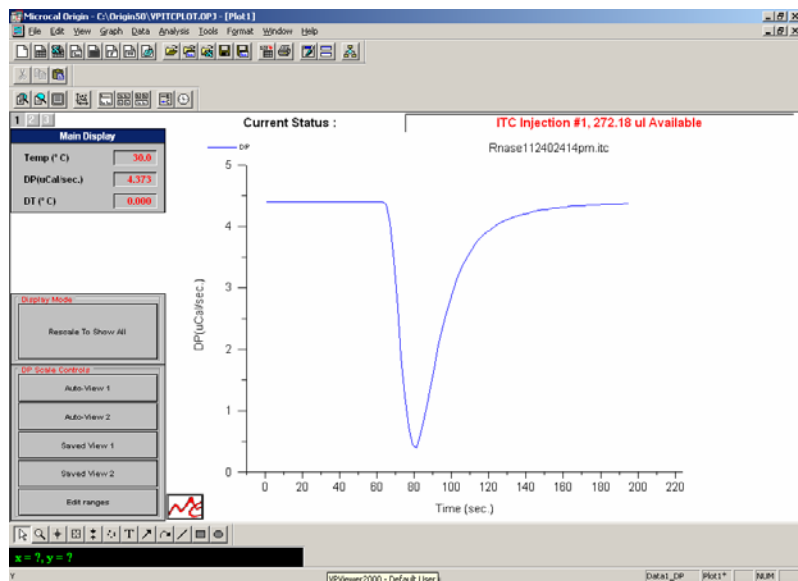 Microcal Origin - C:\Origin50\VPITCPLOT.OPJ - [Plot1]
File Edit View Graph Data Analysis Tools Format Window Help
1 2 3
Current Status :
ITC Injection #1, 272.18 ul Available
Main Display
Temp (° C) 30.0
DP(uCal/sec.) 4.373
DT (° C) 0.000
DP
Rnase112402414pm.itc
5
4
3
2
1
0
DP(uCal/sec.)
0 20 40 60 80 100 120 140 160 180 200 220
Time (sec.)
Display Mode
Rescale To Show All
DP Scale Controls
Auto-View 1
Auto-View 2
Saved View 1
Saved View 2
Edit ranges
T
x = ?, y = ?
Y
VPViewer2000 - Default User
Data1_DP Plot1* NUM